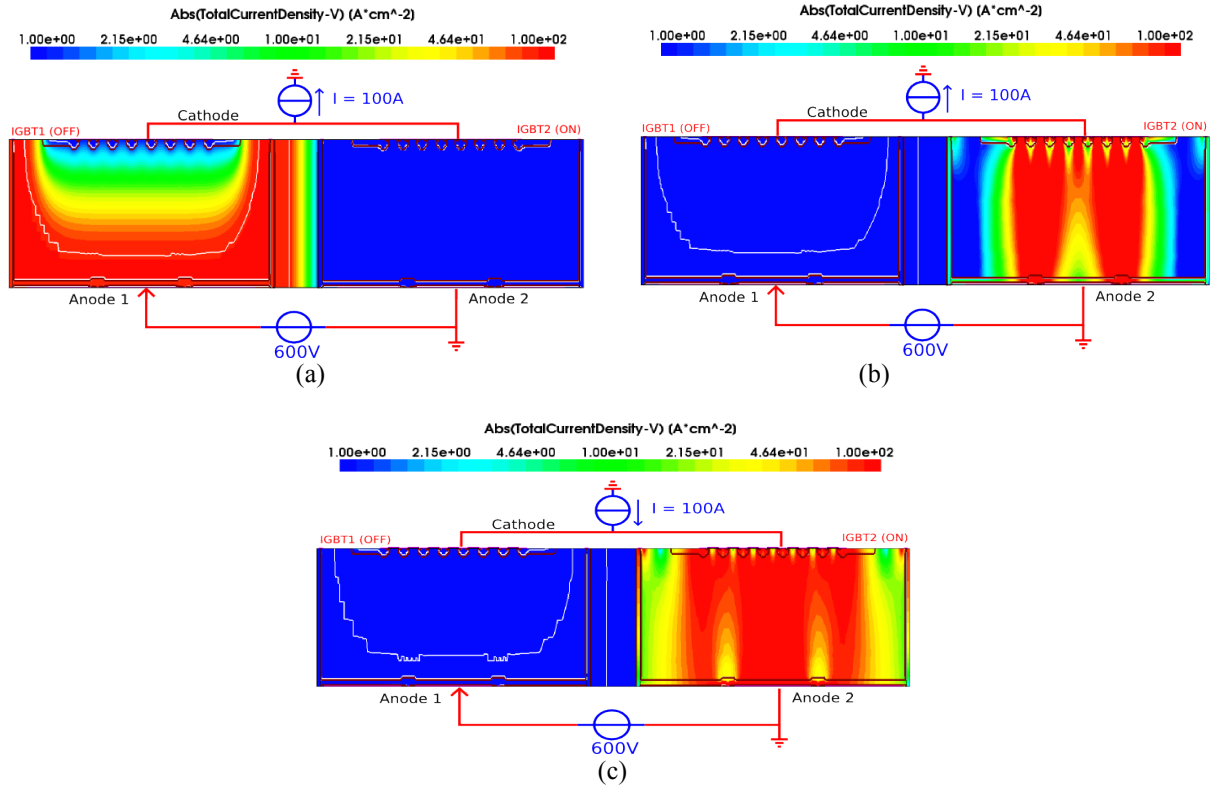 Abs(TotalCurrentDensity-V) [A*cm^-2]
1.00e+00 2.15e+00 4.64e+00 1.00e+01 2.15e+01 4.64e+01 1.00e+02
I = 100A
Cathode
IGBT1 (OFF)
IGBT2 (ON)
Anode 1
Anode 2
600V
(a)
Abs(TotalCurrentDensity-V) [A*cm^-2]
1.00e+00 2.15e+00 4.64e+00 1.00e+01 2.15e+01 4.64e+01 1.00e+02
I = 100A
Cathode
IGBT1 (OFF)
IGBT2 (ON)
Anode 1
Anode 2
600V
(b)
Abs(TotalCurrentDensity-V) [A*cm^-2]
1.00e+00 2.15e+00 4.64e+00 1.00e+01 2.15e+01 4.64e+01 1.00e+02
I = 100A
Cathode
IGBT1 (OFF)
IGBT2 (ON)
Anode 1
Anode 2
600V
(c)